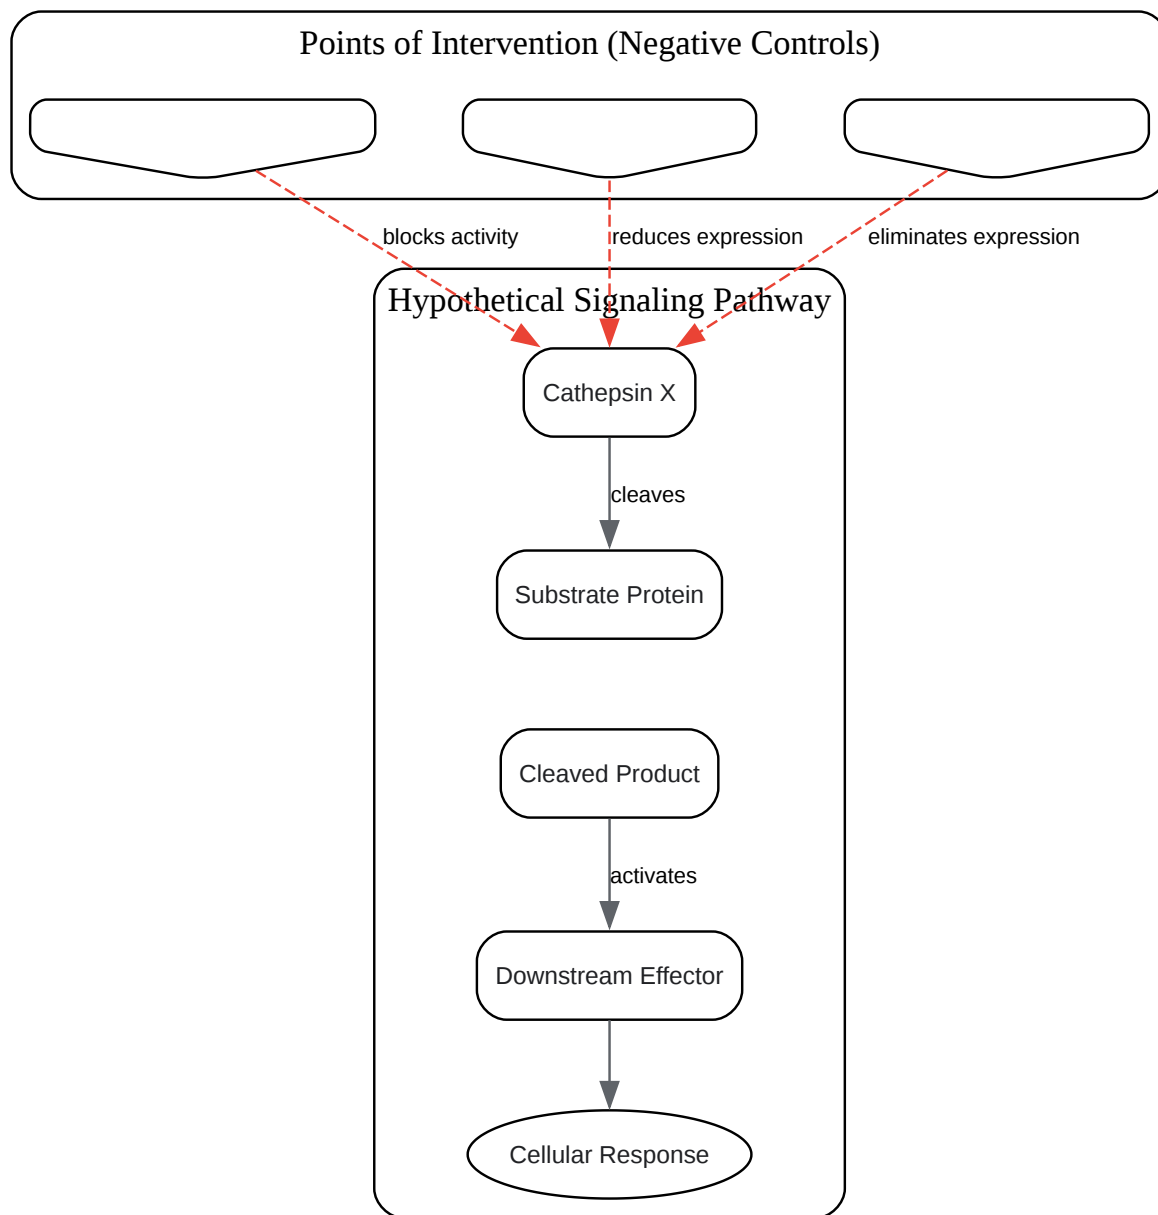 Points of Intervention (Negative Controls)
blocks activity
reduces expression
eliminates expression
Hypothetical Signaling Pathway
Cathepsin X
cleaves
Substrate Protein
Cleaved Product
activates
Downstream Effector
Cellular Response